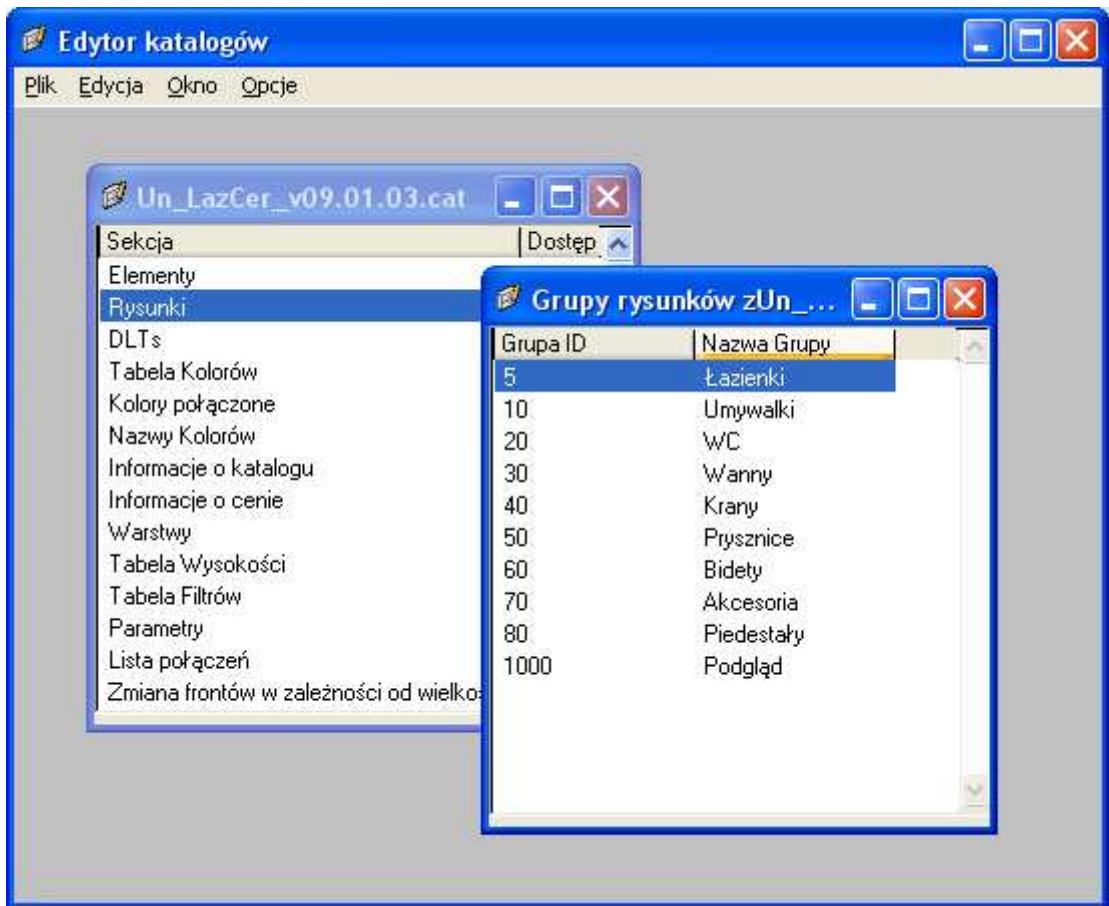 Edytor katalogów
Plik Edycja Okno Opcje
Un_LazCer_v09.01.03.cat
Sekcja Dostęp
Elementy
Rysunki
DLTs
Tabela Kolorów
Kolory połączone
Nazwy Kolorów
Informacje o katalogu
Informacje o cenie
Warstwy
Tabela Wysokości
Tabela Filtrów
Parametry
Lista połączeń
Zmiana frontów w zależności od wielko
Grupy rysunków zUn_...
Grupa ID Nazwa Grupy
5 Łazienki
10 Umywalki
20 WC
30 Wanny
40 Krany
50 Prysznice
60 Bidety
70 Akcesoria
80 Piedestały
1000 Podgląd